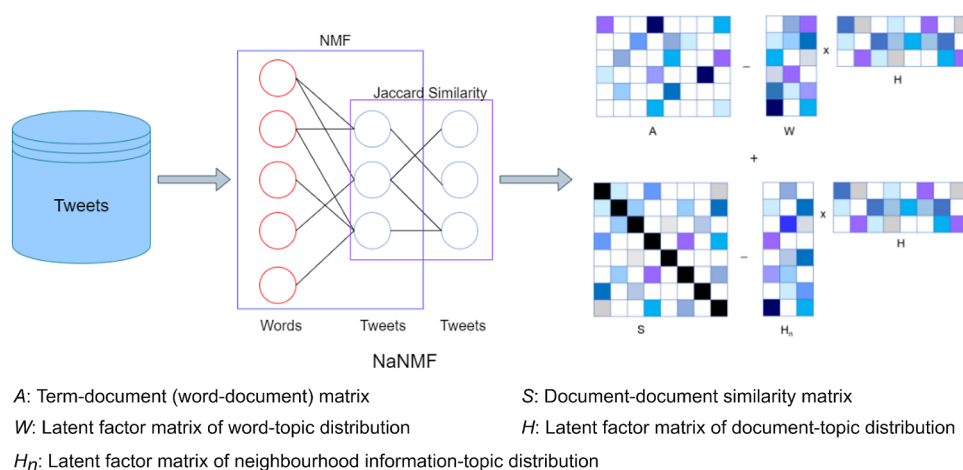 NMF
Jaccard Similarity
Tweets
Words
Tweets
Tweets
NaNMF
A
–
W
x
H
+
S
–
Hₙ
x
H
A: Term-document (word-document) matrix
S: Document-document similarity matrix
W: Latent factor matrix of word-topic distribution
H: Latent factor matrix of document-topic distribution
Hₙ: Latent factor matrix of neighbourhood information-topic distribution